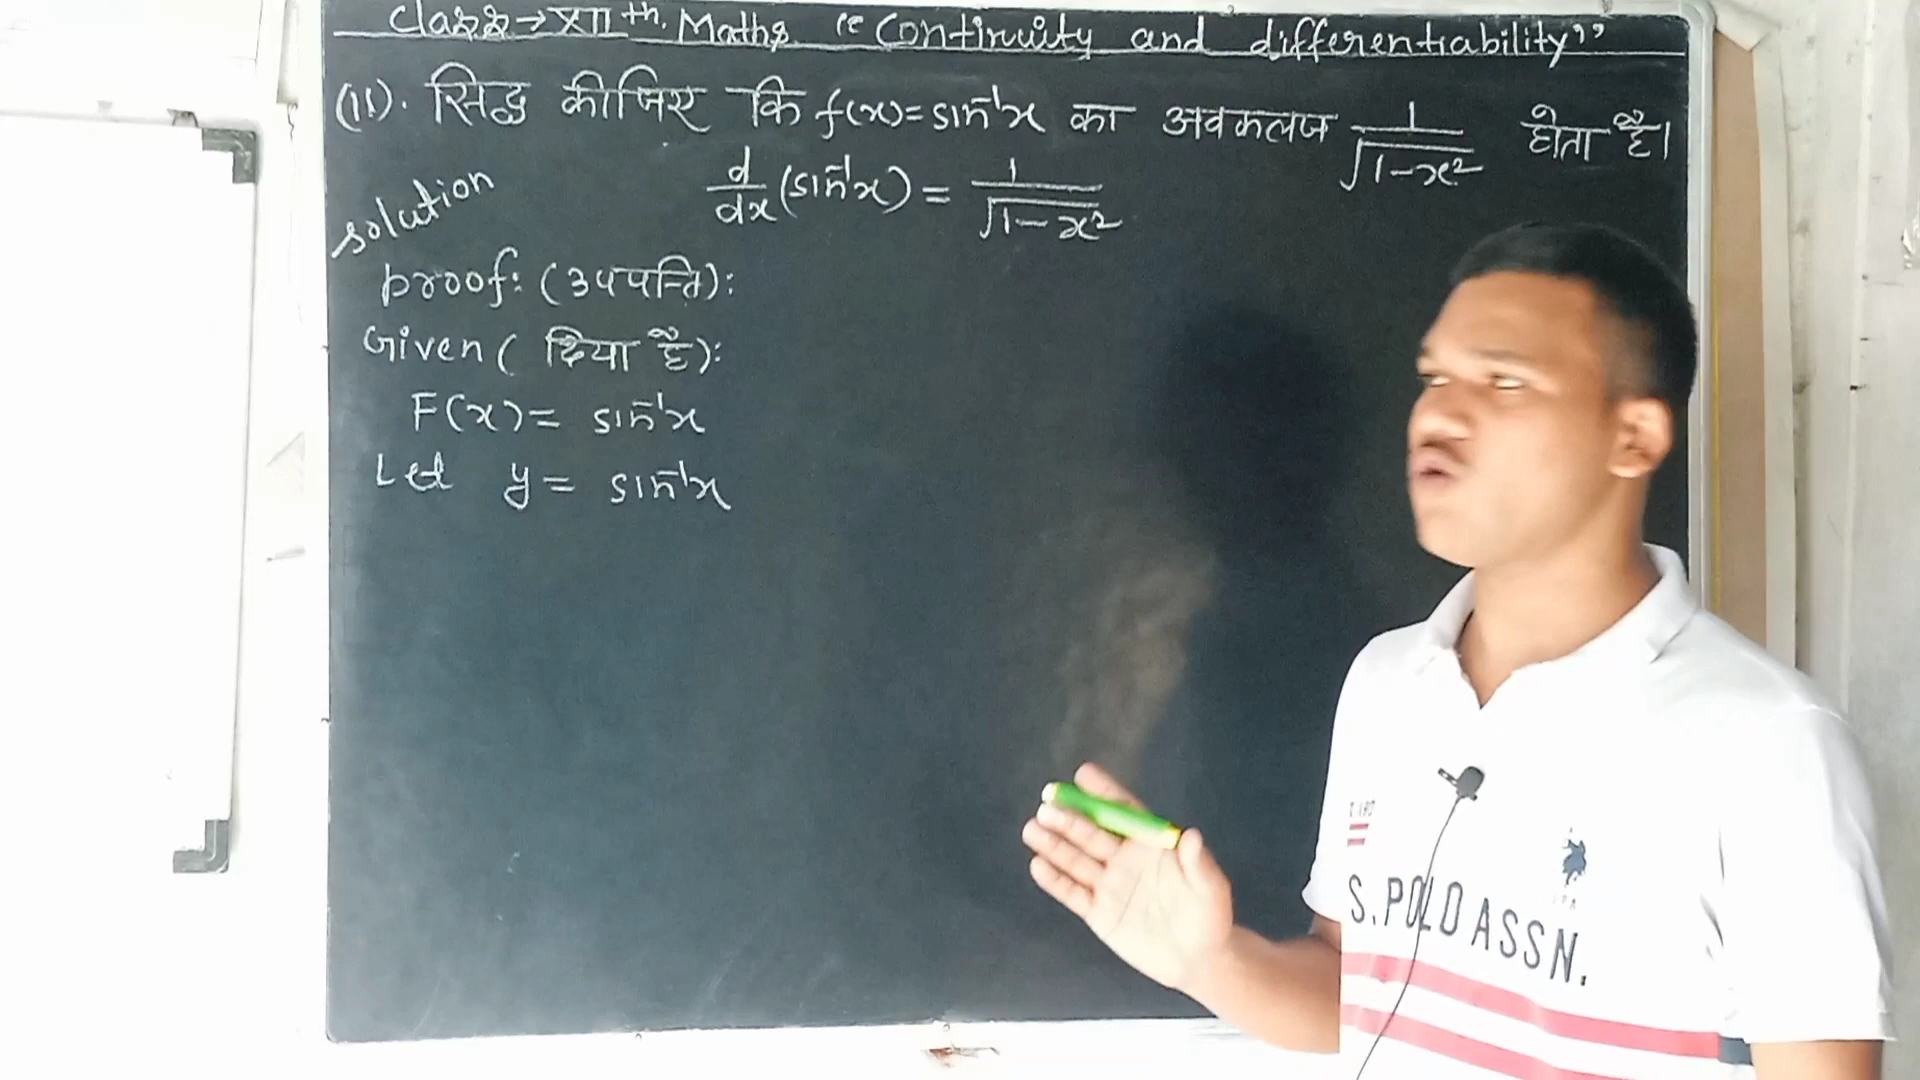 Class → XIIth. Maths "Continuity and differentiability"
(11). सिद्ध कीजिए कि f(x)=sin⁻¹x का अवकलज 1/√(1-x²) होता है।
solution
d/dx (sin⁻¹x) = 1/√(1-x²)
proof: (उपपत्ति):
Given ( दिया है):
F(x)= sin⁻¹x
Let y = sin⁻¹x
S. POLO ASSN.